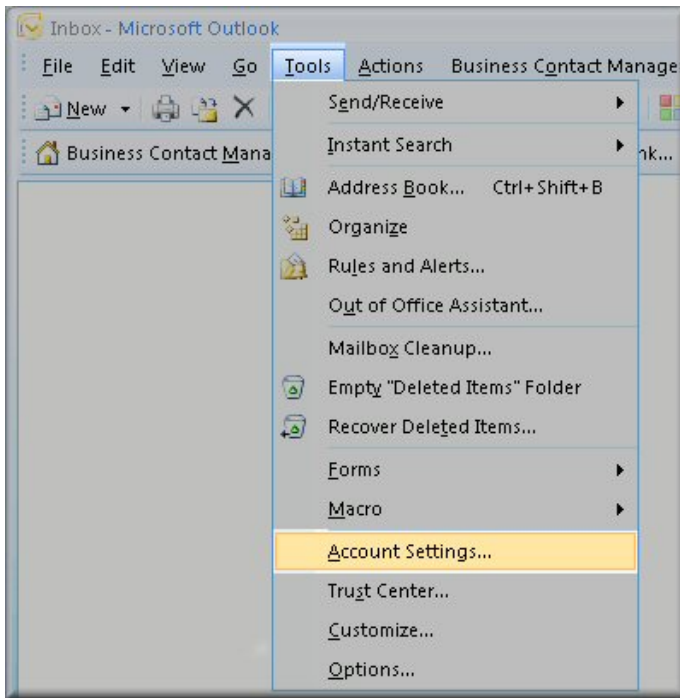 Inbox - Microsoft Outlook
File Edit View Go Tools Actions Business Contact Manage
New
Business Contact Mana
nk...
Send/Receive
Instant Search
Address Book... Ctrl+Shift+B
Organize
Rules and Alerts...
Out of Office Assistant...
Mailbox Cleanup...
Empty "Deleted Items" Folder
Recover Deleted Items...
Forms
Macro
Account Settings...
Trust Center...
Customize...
Options...